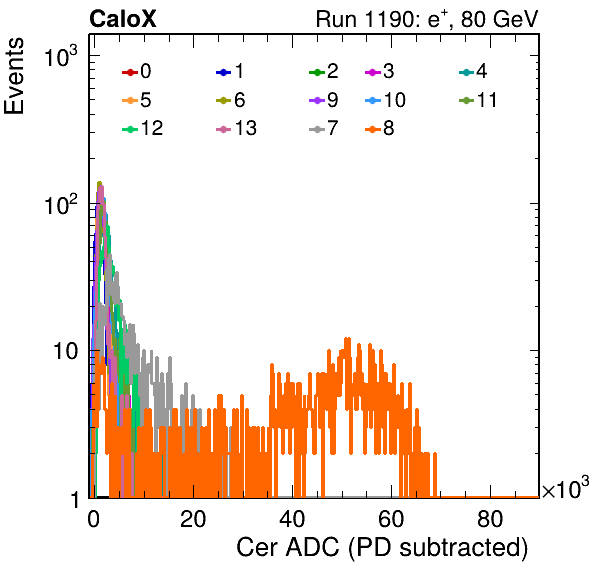 CaloX Run 1190: e⁺, 80 GeV
Events
10³
10²
10
1
0 1 2 3 4
5 6 9 10 11
12 13 7 8
0 20 40 60 80
×10³
Cer ADC (PD subtracted)